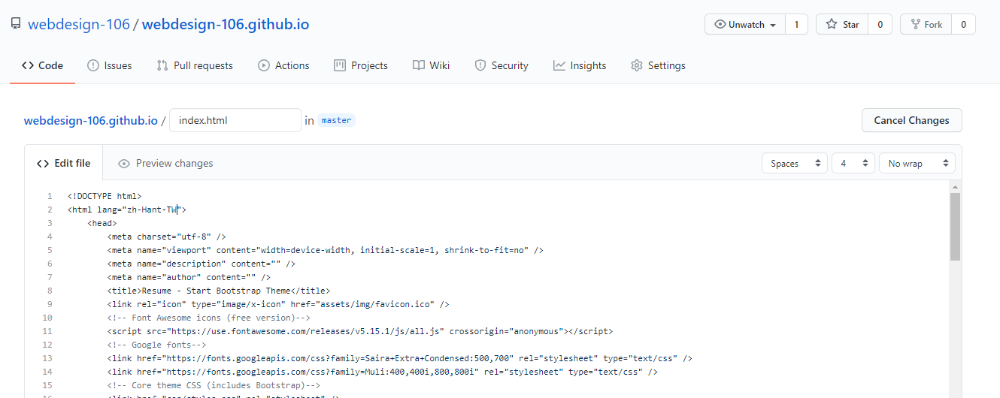 webdesign-106 / webdesign-106.github.io
Unwatch 1 Star 0 Fork 0
Code Issues Pull requests Actions Projects Wiki Security Insights Settings
webdesign-106.github.io / index.html in master Cancel Changes
Edit file Preview changes Spaces 4 No wrap
1 <!DOCTYPE html>
2 <html lang="zh-Hant-TW">
3 <head>
4 <meta charset="utf-8" />
5 <meta name="viewport" content="width=device-width, initial-scale=1, shrink-to-fit=no" />
6 <meta name="description" content="" />
7 <meta name="author" content="" />
8 <title>Resume - Start Bootstrap Theme</title>
9 <link rel="icon" type="image/x-icon" href="assets/img/favicon.ico" />
10 <!-- Font Awesome icons (free version)-->
11 <script src="https://use.fontawesome.com/releases/v5.15.1/js/all.js" crossorigin="anonymous"></script>
12 <!-- Google fonts-->
13 <link href="https://fonts.googleapis.com/css?family=Saira+Extra+Condensed:500,700" rel="stylesheet" type="text/css" />
14 <link href="https://fonts.googleapis.com/css?family=Muli:400,400i,800,800i" rel="stylesheet" type="text/css" />
15 <!-- Core theme CSS (includes Bootstrap)-->
16 <link href="css/styles.css" rel="stylesheet" />